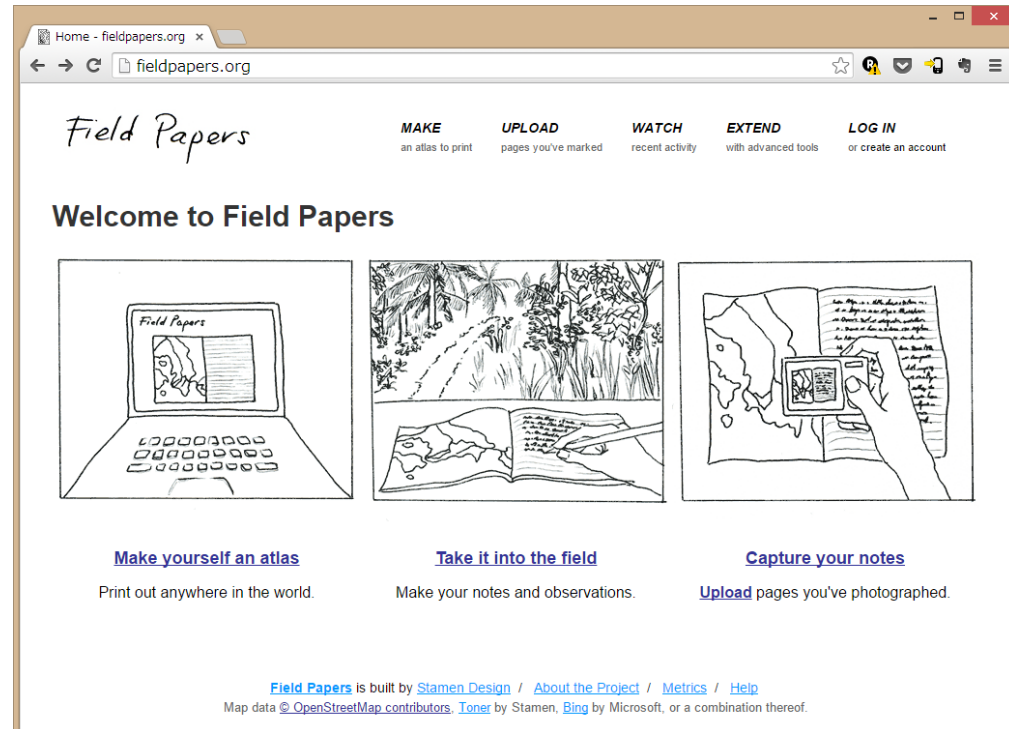 Home - fieldpapers.org
fieldpapers.org
Field Papers
MAKE
an atlas to print
UPLOAD
pages you've marked
WATCH
recent activity
EXTEND
with advanced tools
LOG IN
or create an account
Welcome to Field Papers
Field Papers
Make yourself an atlas
Print out anywhere in the world.
Take it into the field
Make your notes and observations.
Capture your notes
Upload pages you've photographed.
Field Papers is built by Stamen Design / About the Project / Metrics / Help
Map data © OpenStreetMap contributors, Toner by Stamen, Bing by Microsoft, or a combination thereof.